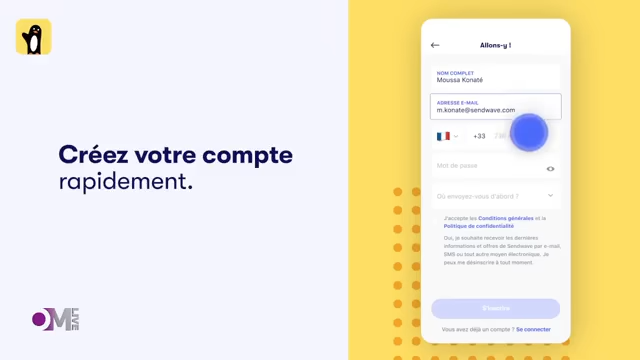 Créez votre compte
rapidement.
OM LIVE
Allons-y !
NOM COMPLET
Moussa Konaté
ADRESSE E-MAIL
m.konate@sendwave.com
+33
Mot de passe
Où envoyez-vous d'abord ?
J'accepte les Conditions générales et la
Politique de confidentialité
Oui, je souhaite recevoir les dernières
informations et offres de Sendwave par e-mail,
SMS ou tout autre moyen électronique. Je
peux me désinscrire à tout moment.
S'inscrire
Vous avez déjà un compte ? Se connecter